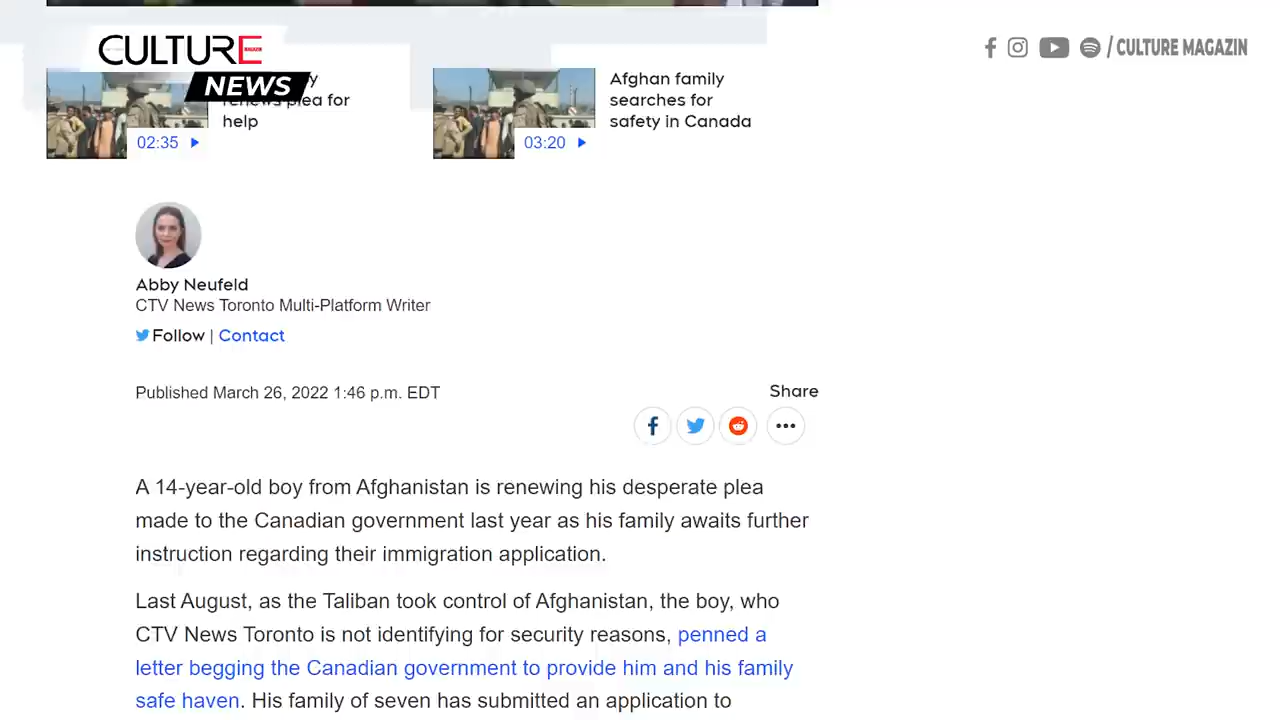 CULTURE
NEWS
/ CULTURE MAGAZIN
y
renews plea for
help
02:35
Afghan family
searches for
safety in Canada
03:20
Abby Neufeld
CTV News Toronto Multi-Platform Writer
Follow | Contact
Published March 26, 2022 1:46 p.m. EDT
Share
A 14-year-old boy from Afghanistan is renewing his desperate plea
made to the Canadian government last year as his family awaits further
instruction regarding their immigration application.
Last August, as the Taliban took control of Afghanistan, the boy, who
CTV News Toronto is not identifying for security reasons, penned a
letter begging the Canadian government to provide him and his family
safe haven. His family of seven has submitted an application to